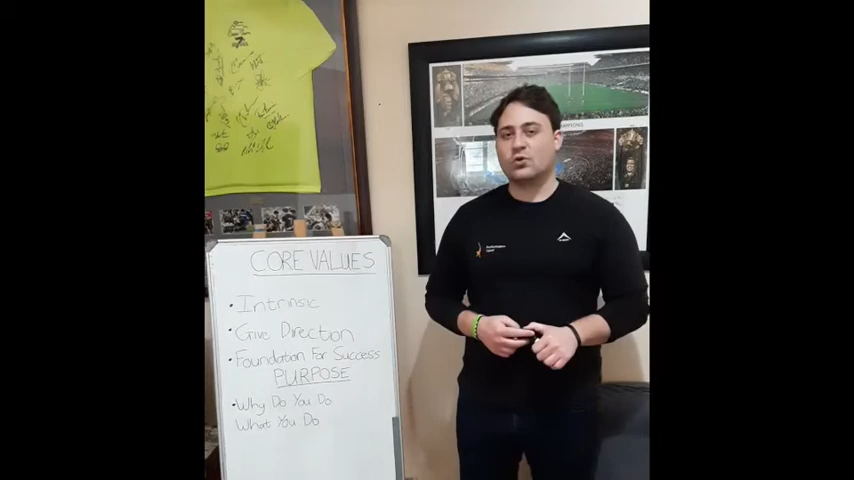 CORE VALUES
• Intrinsic
• Give Direction
• Foundation For Success
PURPOSE
• Why Do You Do
What You Do